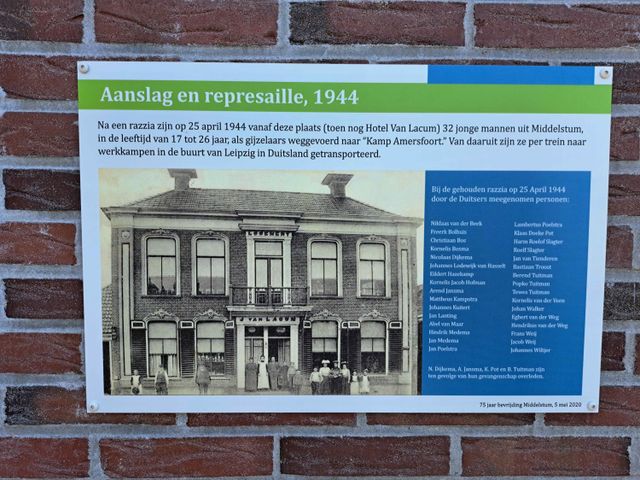 Aanslag en represaille, 1944
Na een razzia zijn op 25 april 1944 vanaf deze plaats (toen nog Hotel Van Lacum) 32 jonge mannen uit Middelstum,
in de leeftijd van 17 tot 26 jaar, als gijzelaars weggevoerd naar “Kamp Amersfoort.” Van daaruit zijn ze per trein naar
werkkampen in de buurt van Leipzig in Duitsland getransporteerd.
LOGEMENT
VAN LACUM
Bij de gehouden razzia op 25 April 1944
door de Duitsers meegenomen personen:
Niklaas van der Beek
Freerk Bolhuis
Christiaan Bos
Kornelis Bosma
Nicolaas Dijkema
Johannes Lodewijk van Hasselt
Eildert Hazekamp
Kornelis Jacob Hofman
Arend Jansma
Mattheus Kampstra
Johannes Kuitert
Jan Lanting
Abel van Maar
Hindrik Medema
Jan Medema
Jan Poelstra
Lambertus Poelstra
Klaas Doeke Pot
Harm Roelof Slagter
Roelf Slagter
Jan van Tienderen
Bastiaan Troost
Berend Tuitman
Popke Tuitman
Tewes Tuitman
Kornelis van der Veen
Johan Walker
Egbert van der Weg
Hendrikus van der Weg
Frans Weij
Jacob Weij
Johannes Wiltjer
N. Dijkema, A. Jansma, K. Pot en B. Tuitman zijn
ten gevolge van hun gevangenschap overleden.
75 jaar bevrijding Middelstum, 5 mei 2020